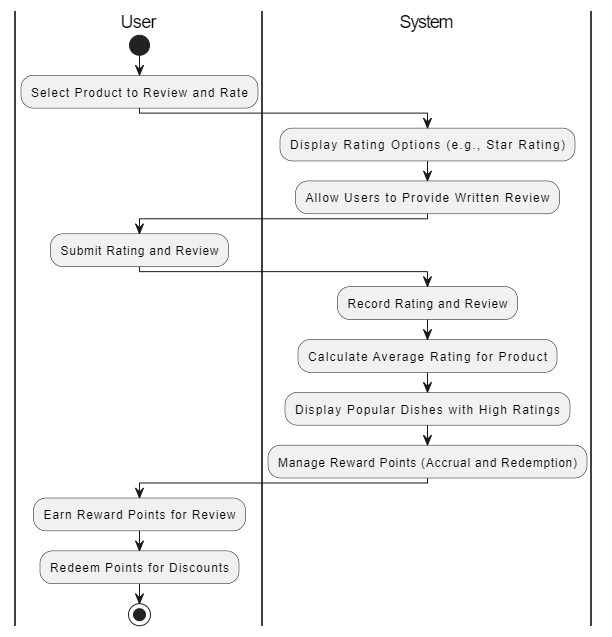 User
System
Select Product to Review and Rate
Display Rating Options (e.g., Star Rating)
Allow Users to Provide Written Review
Submit Rating and Review
Record Rating and Review
Calculate Average Rating for Product
Display Popular Dishes with High Ratings
Manage Reward Points (Accrual and Redemption)
Earn Reward Points for Review
Redeem Points for Discounts